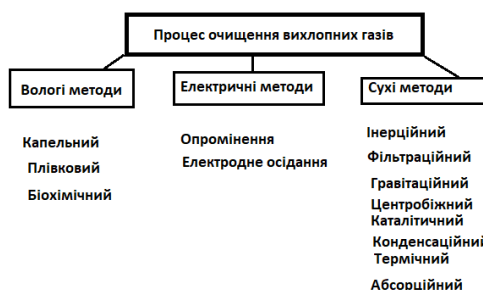 Процес очищення вихлопних газів
Вологі методи
Капельний
Плівковий
Біохімічний
Електричні методи
Опромінення
Електродне осідання
Сухі методи
Інерційний
Фільтраційний
Гравітаційний
Центробіжний
Каталітичний
Конденсаційний
Термічний
Абсорційний